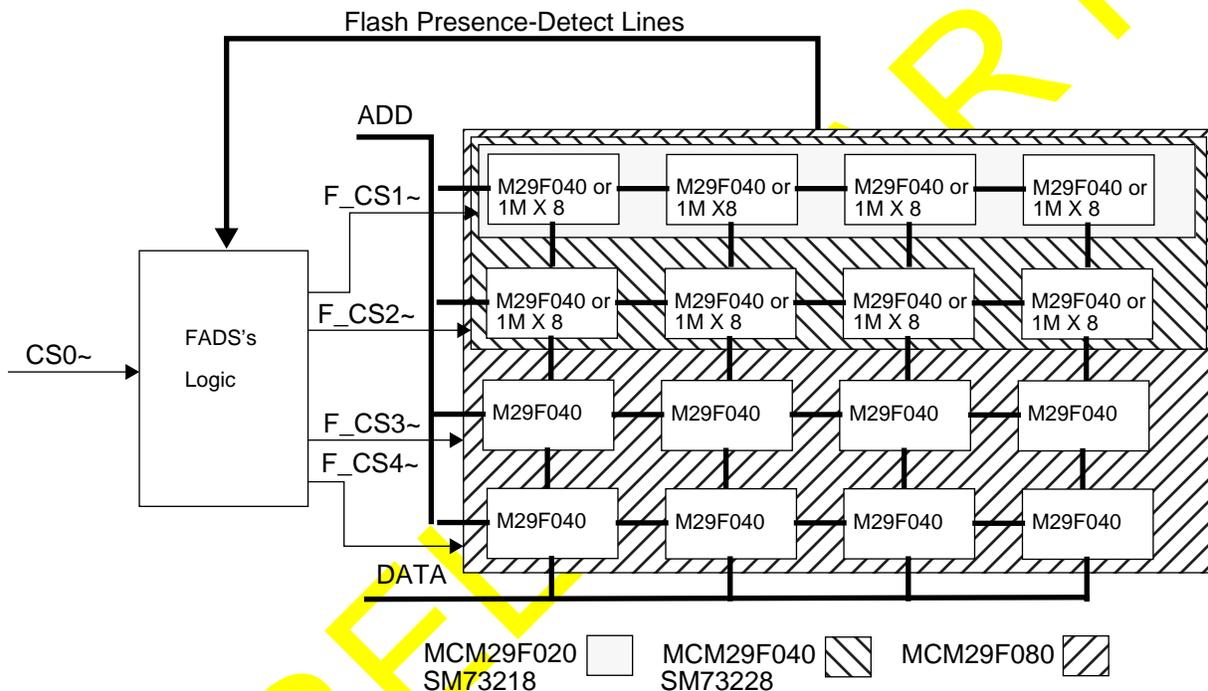 Flash Presence-Detect Lines
ADD
F_CS1~
M29F040 or
1M X 8
M29F040 or
1M X8
M29F040 or
1M X 8
M29F040 or
1M X 8
F_CS2~
M29F040 or
1M X 8
M29F040 or
1M X 8
M29F040 or
1M X 8
M29F040 or
1M X 8
CS0~
FADS's
Logic
F_CS3~
M29F040
M29F040
M29F040
M29F040
F_CS4~
M29F040
M29F040
M29F040
M29F040
DATA
MCM29F020
SM73218
MCM29F040
SM73228
MCM29F080